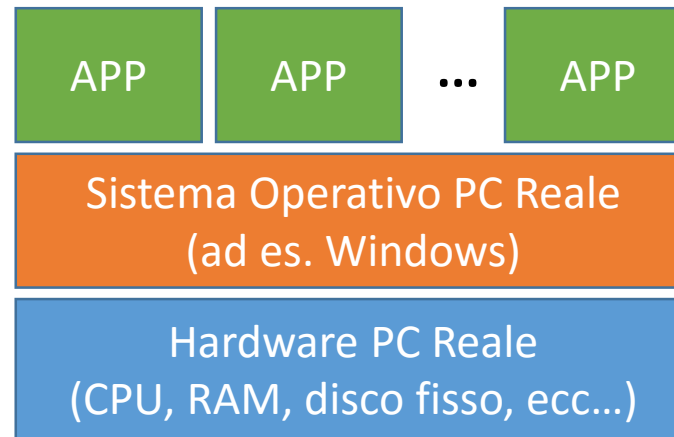 APP APP ... APP
Sistema Operativo PC Reale
(ad es. Windows)
Hardware PC Reale
(CPU, RAM, disco fisso, ecc...)